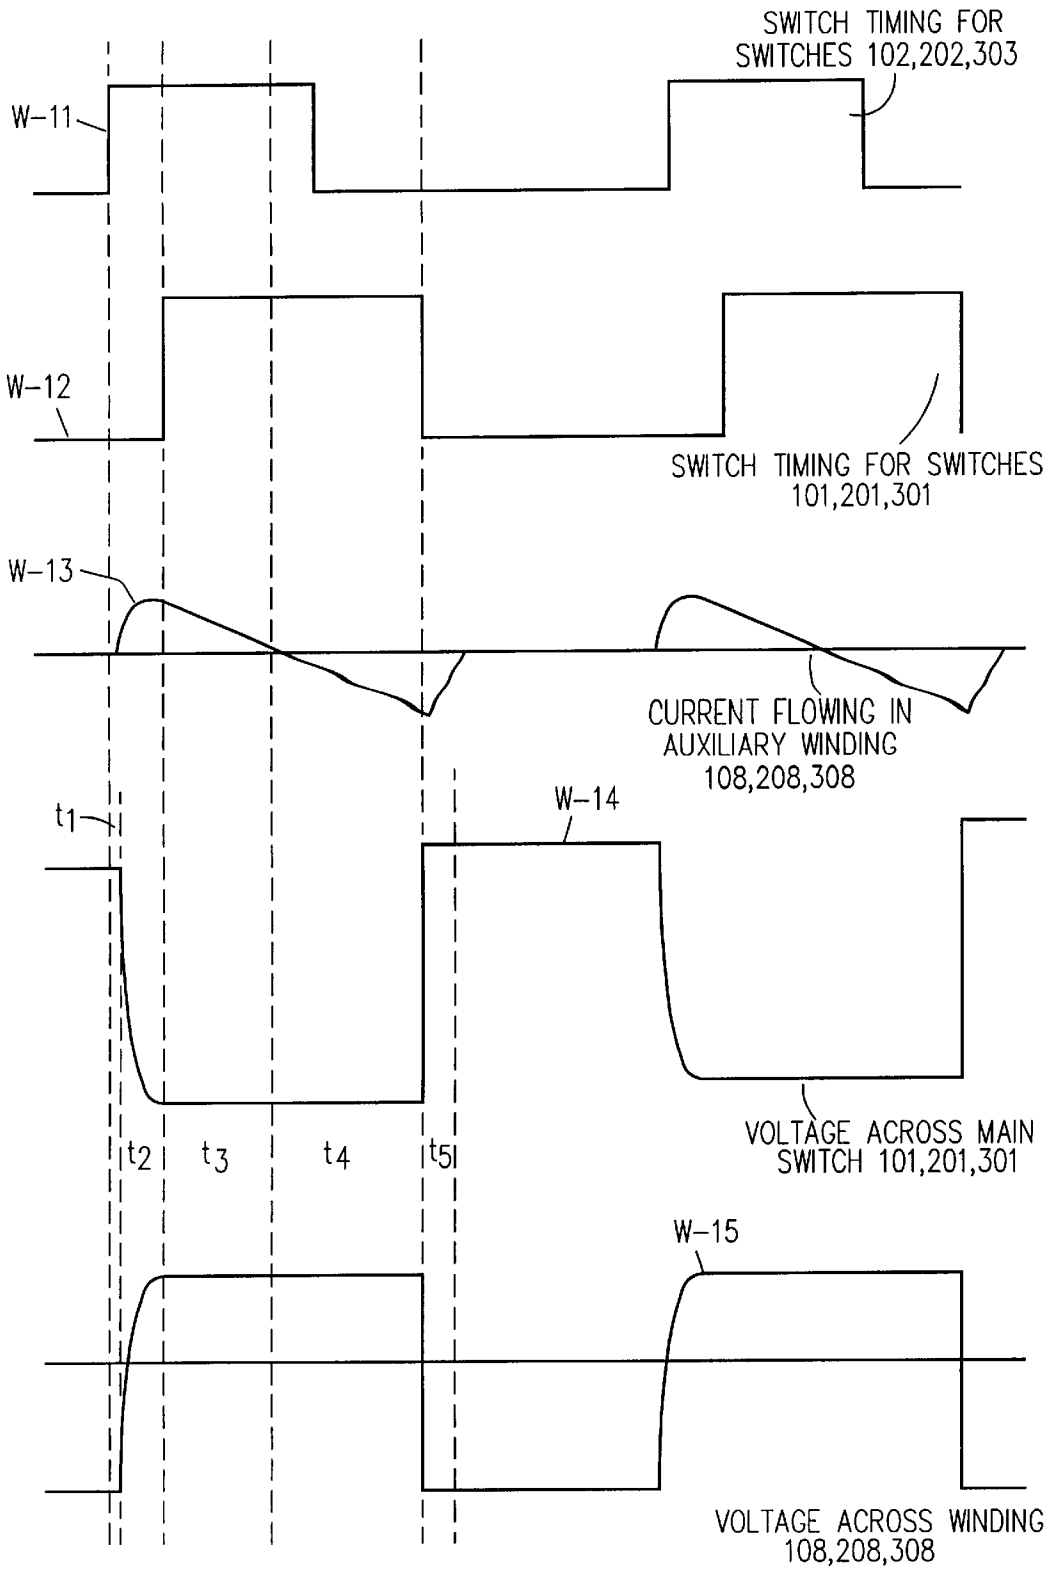 SWITCH TIMING FOR
SWITCHES 102,202,303
W-11
W-12
SWITCH TIMING FOR SWITCHES
101,201,301
W-13
CURRENT FLOWING IN
AUXILIARY WINDING
108,208,308
t1
W-14
VOLTAGE ACROSS MAIN
SWITCH 101,201,301
t2
t3
t4
t5
W-15
VOLTAGE ACROSS WINDING
108,208,308